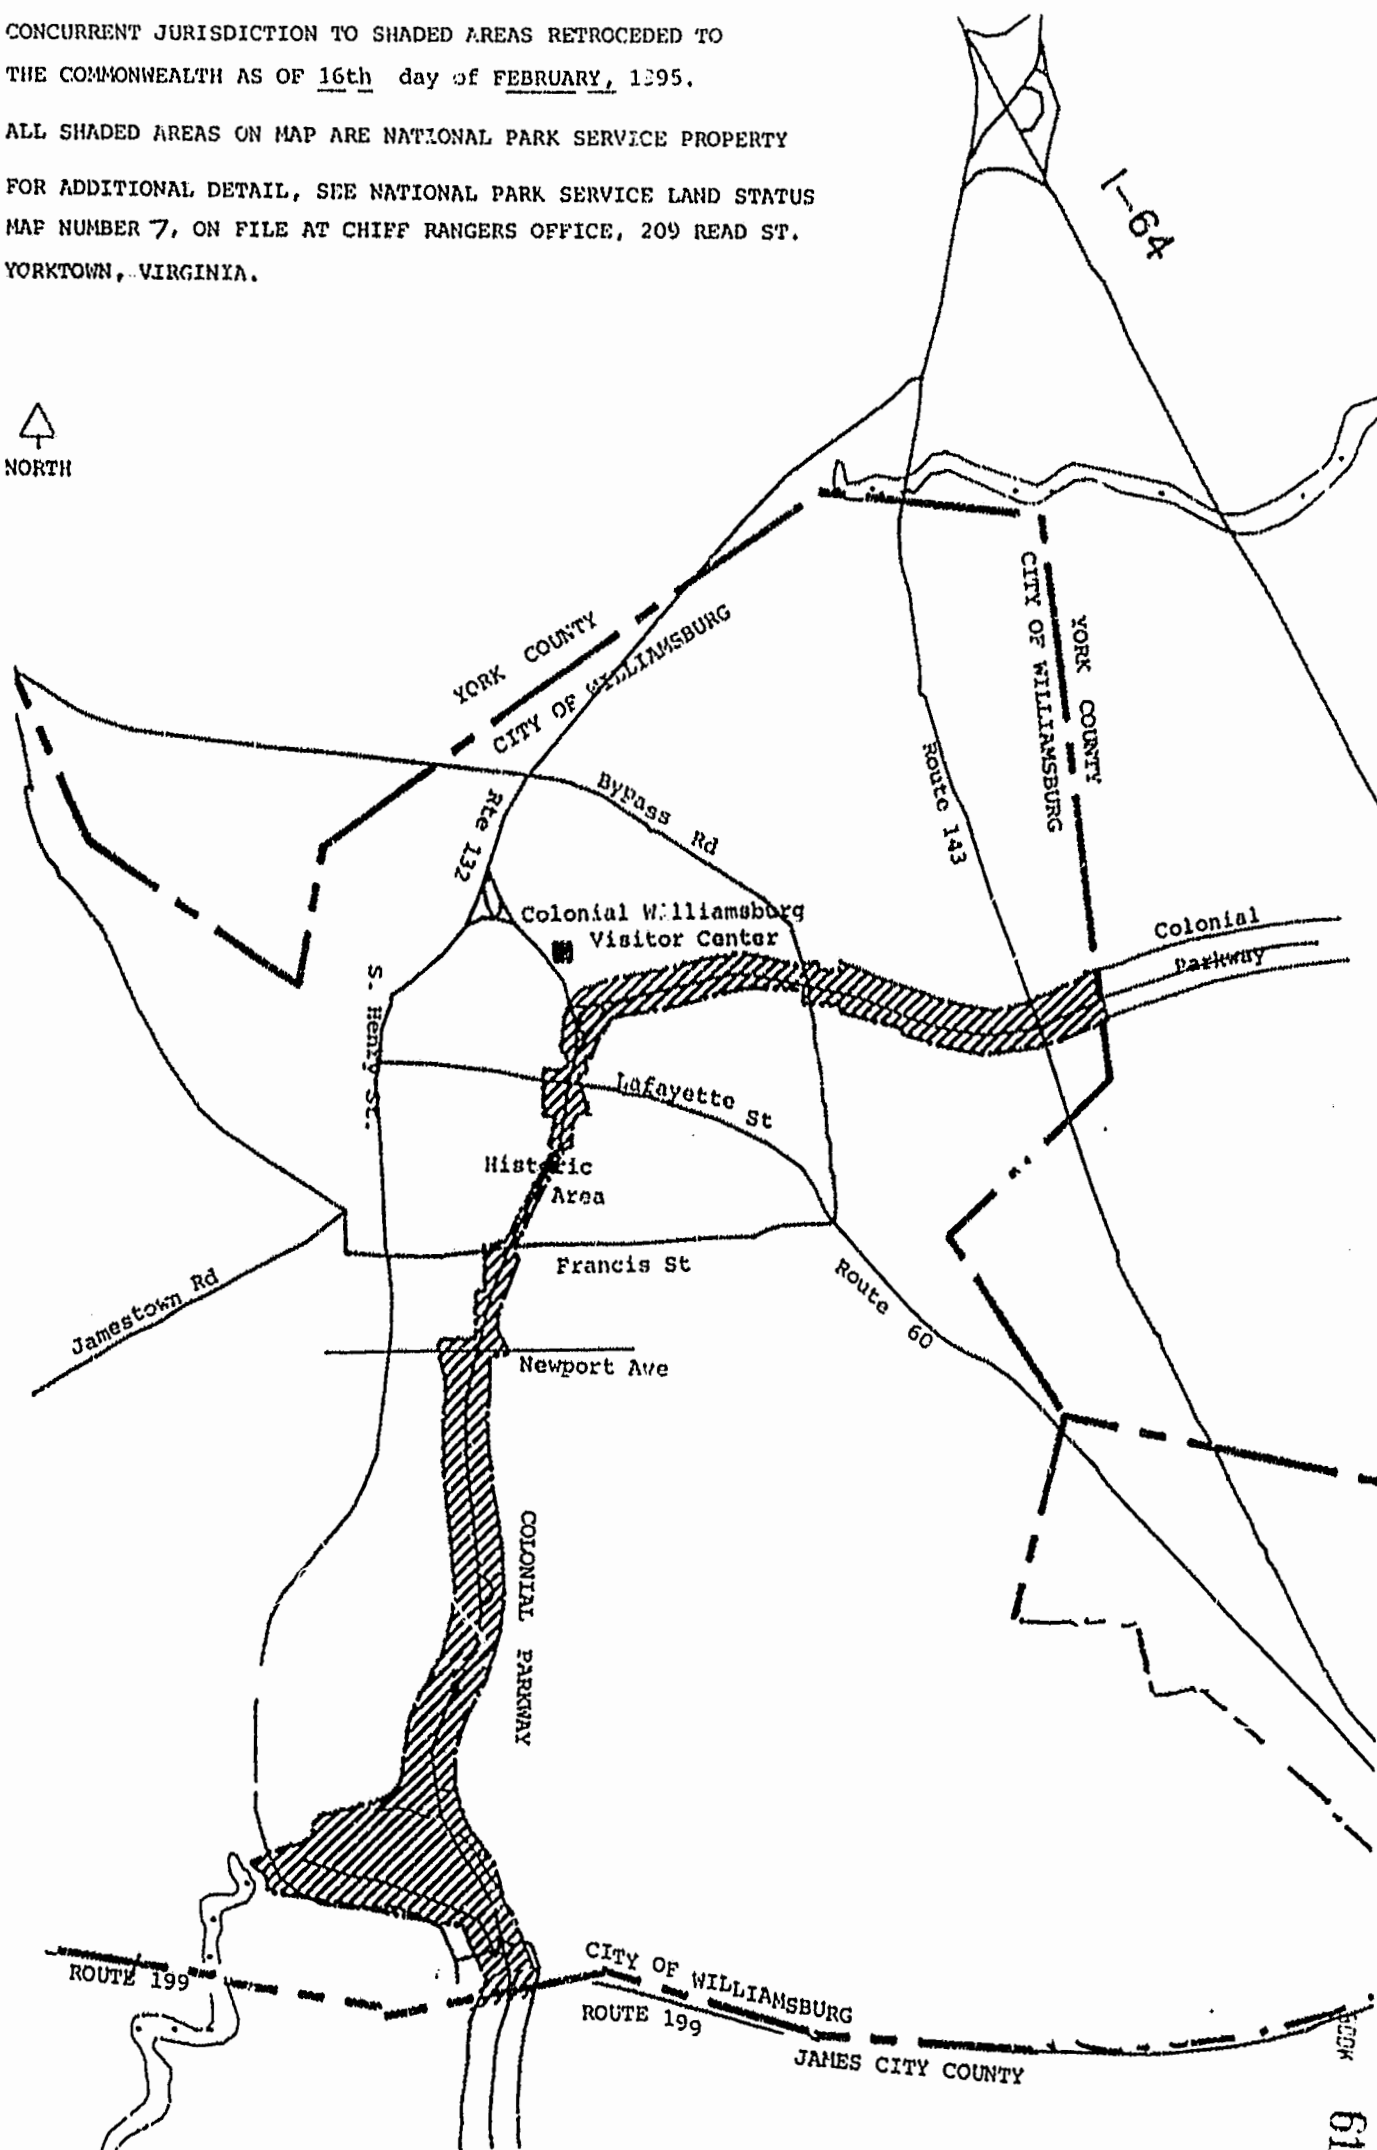 CONCURRENT JURISDICTION TO SHADED AREAS RETROCEDED TO
THE COMMONWEALTH AS OF 16th day of FEBRUARY, 1995.
ALL SHADED AREAS ON MAP ARE NATIONAL PARK SERVICE PROPERTY
FOR ADDITIONAL DETAIL, SEE NATIONAL PARK SERVICE LAND STATUS
MAP NUMBER 7, ON FILE AT CHIEF RANGERS OFFICE, 209 READ ST.
YORKTOWN, VIRGINIA.
I-64
NORTH
YORK COUNTY
CITY OF WILLIAMSBURG
YORK COUNTY
CITY OF WILLIAMSBURG
Route 143
Bypass Rd
Rte 132
Colonial Williamsburg
Visitor Center
Colonial
Parkway
S. Henry St.
Lafayette St
Historic
Area
Francis St
Route 60
Jamestown Rd
Newport Ave
COLONIAL PARKWAY
ROUTE 199
CITY OF WILLIAMSBURG
ROUTE 199
JAMES CITY COUNTY
BOOK
61